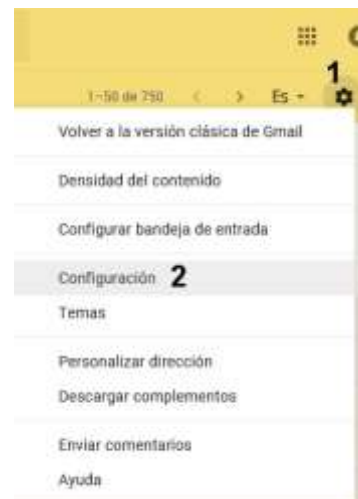 1
1–50 de 750 < > Es
Volver a la versión clásica de Gmail
Densidad del contenido
Configurar bandeja de entrada
Configuración 2
Temas
Personalizar dirección
Descargar complementos
Enviar comentarios
Ayuda